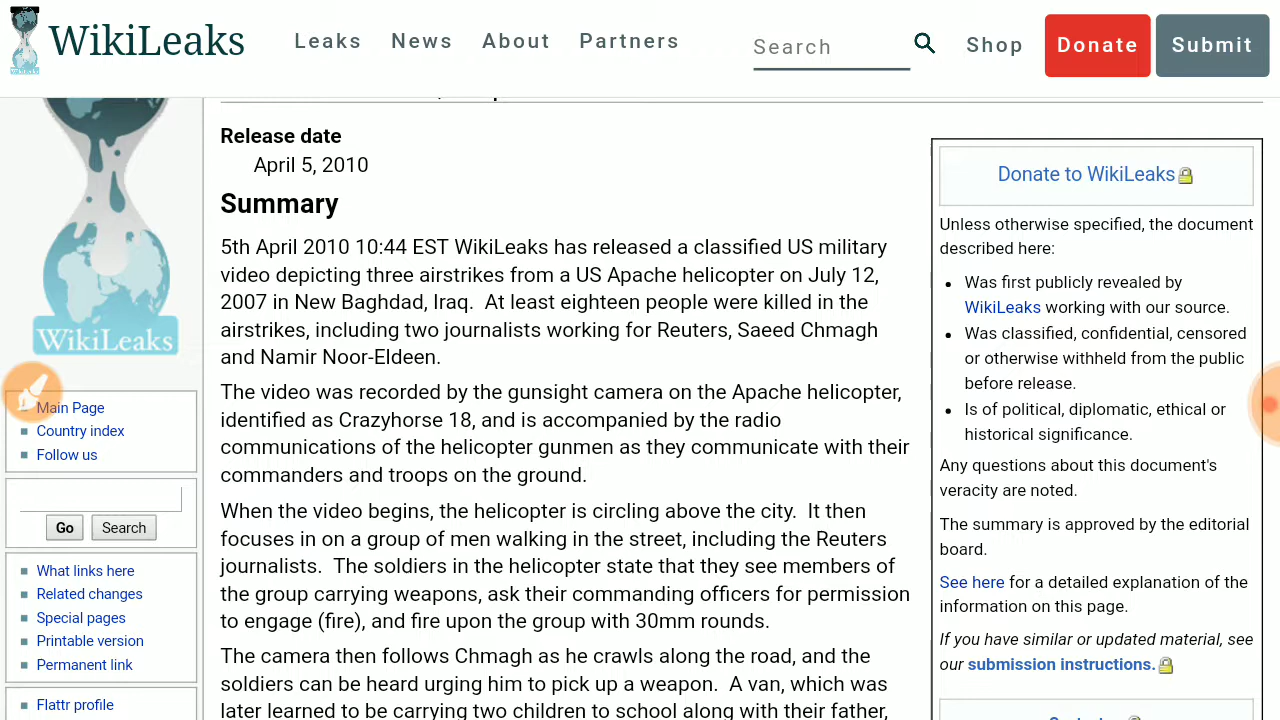 WikiLeaks
Leaks News About Partners
Search
Shop
Donate
Submit
WikiLeaks
Main Page
Country index
Follow us
Go Search
What links here
Related changes
Special pages
Printable version
Permanent link
Flattr profile
Release date
April 5, 2010
Summary
5th April 2010 10:44 EST WikiLeaks has released a classified US military
video depicting three airstrikes from a US Apache helicopter on July 12,
2007 in New Baghdad, Iraq. At least eighteen people were killed in the
airstrikes, including two journalists working for Reuters, Saeed Chmagh
and Namir Noor-Eldeen.
The video was recorded by the gunsight camera on the Apache helicopter,
identified as Crazyhorse 18, and is accompanied by the radio
communications of the helicopter gunmen as they communicate with their
commanders and troops on the ground.
When the video begins, the helicopter is circling above the city. It then
focuses in on a group of men walking in the street, including the Reuters
journalists. The soldiers in the helicopter state that they see members of
the group carrying weapons, ask their commanding officers for permission
to engage (fire), and fire upon the group with 30mm rounds.
The camera then follows Chmagh as he crawls along the road, and the
soldiers can be heard urging him to pick up a weapon. A van, which was
later learned to be carrying two children to school along with their father,
Donate to WikiLeaks
Unless otherwise specified, the document
described here:
Was first publicly revealed by
WikiLeaks working with our source.
Was classified, confidential, censored
or otherwise withheld from the public
before release.
Is of political, diplomatic, ethical or
historical significance.
Any questions about this document's
veracity are noted.
The summary is approved by the editorial
board.
See here for a detailed explanation of the
information on this page.
If you have similar or updated material, see
our submission instructions.